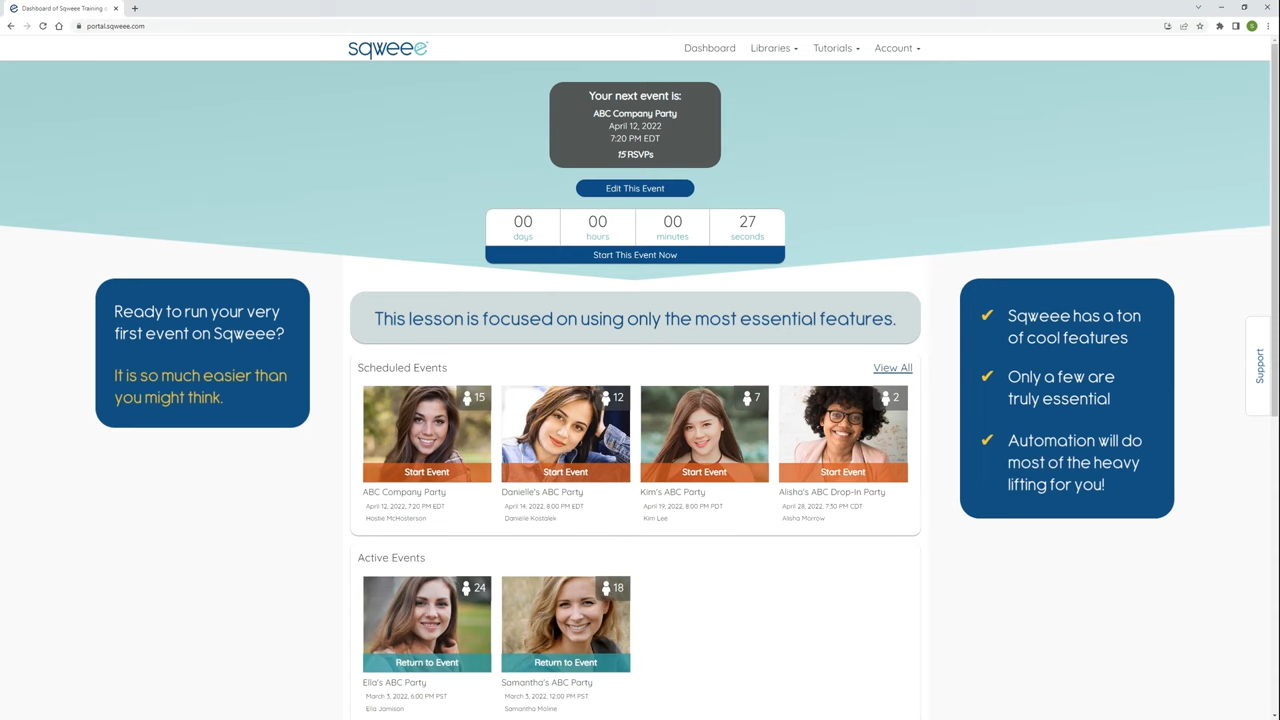 Dashboard of Sqweee Training
portal.sqweee.com
sqweee
Dashboard
Libraries
Tutorials
Account
Your next event is:
ABC Company Party
April 12, 2022
7:20 PM EDT
15 RSVPs
Edit This Event
00 00 00 27
days hours minutes seconds
Start This Event Now
Ready to run your very
first event on Sqweee?
It is so much easier than
you might think.
This lesson is focused on using only the most essential features.
✔ Sqweee has a ton
of cool features
✔ Only a few are
truly essential
✔ Automation will do
most of the heavy
lifting for you!
Support
Scheduled Events
View All
15
Start Event
ABC Company Party
April 12, 2022, 7:20 PM EDT
Hostie McHosterson
12
Start Event
Danielle's ABC Party
April 14, 2022, 8:00 PM EDT
Danielle Kostalek
7
Start Event
Kim's ABC Party
April 19, 2022, 8:00 PM PDT
Kim Lee
2
Start Event
Alisha's ABC Drop-In Party
April 28, 2022, 7:30 PM CDT
Alisha Morrow
Active Events
24
Return to Event
Ella's ABC Party
March 3, 2022, 6:00 PM PST
Ella Jamison
18
Return to Event
Samantha's ABC Party
March 3, 2022, 12:00 PM PST
Samantha Moline